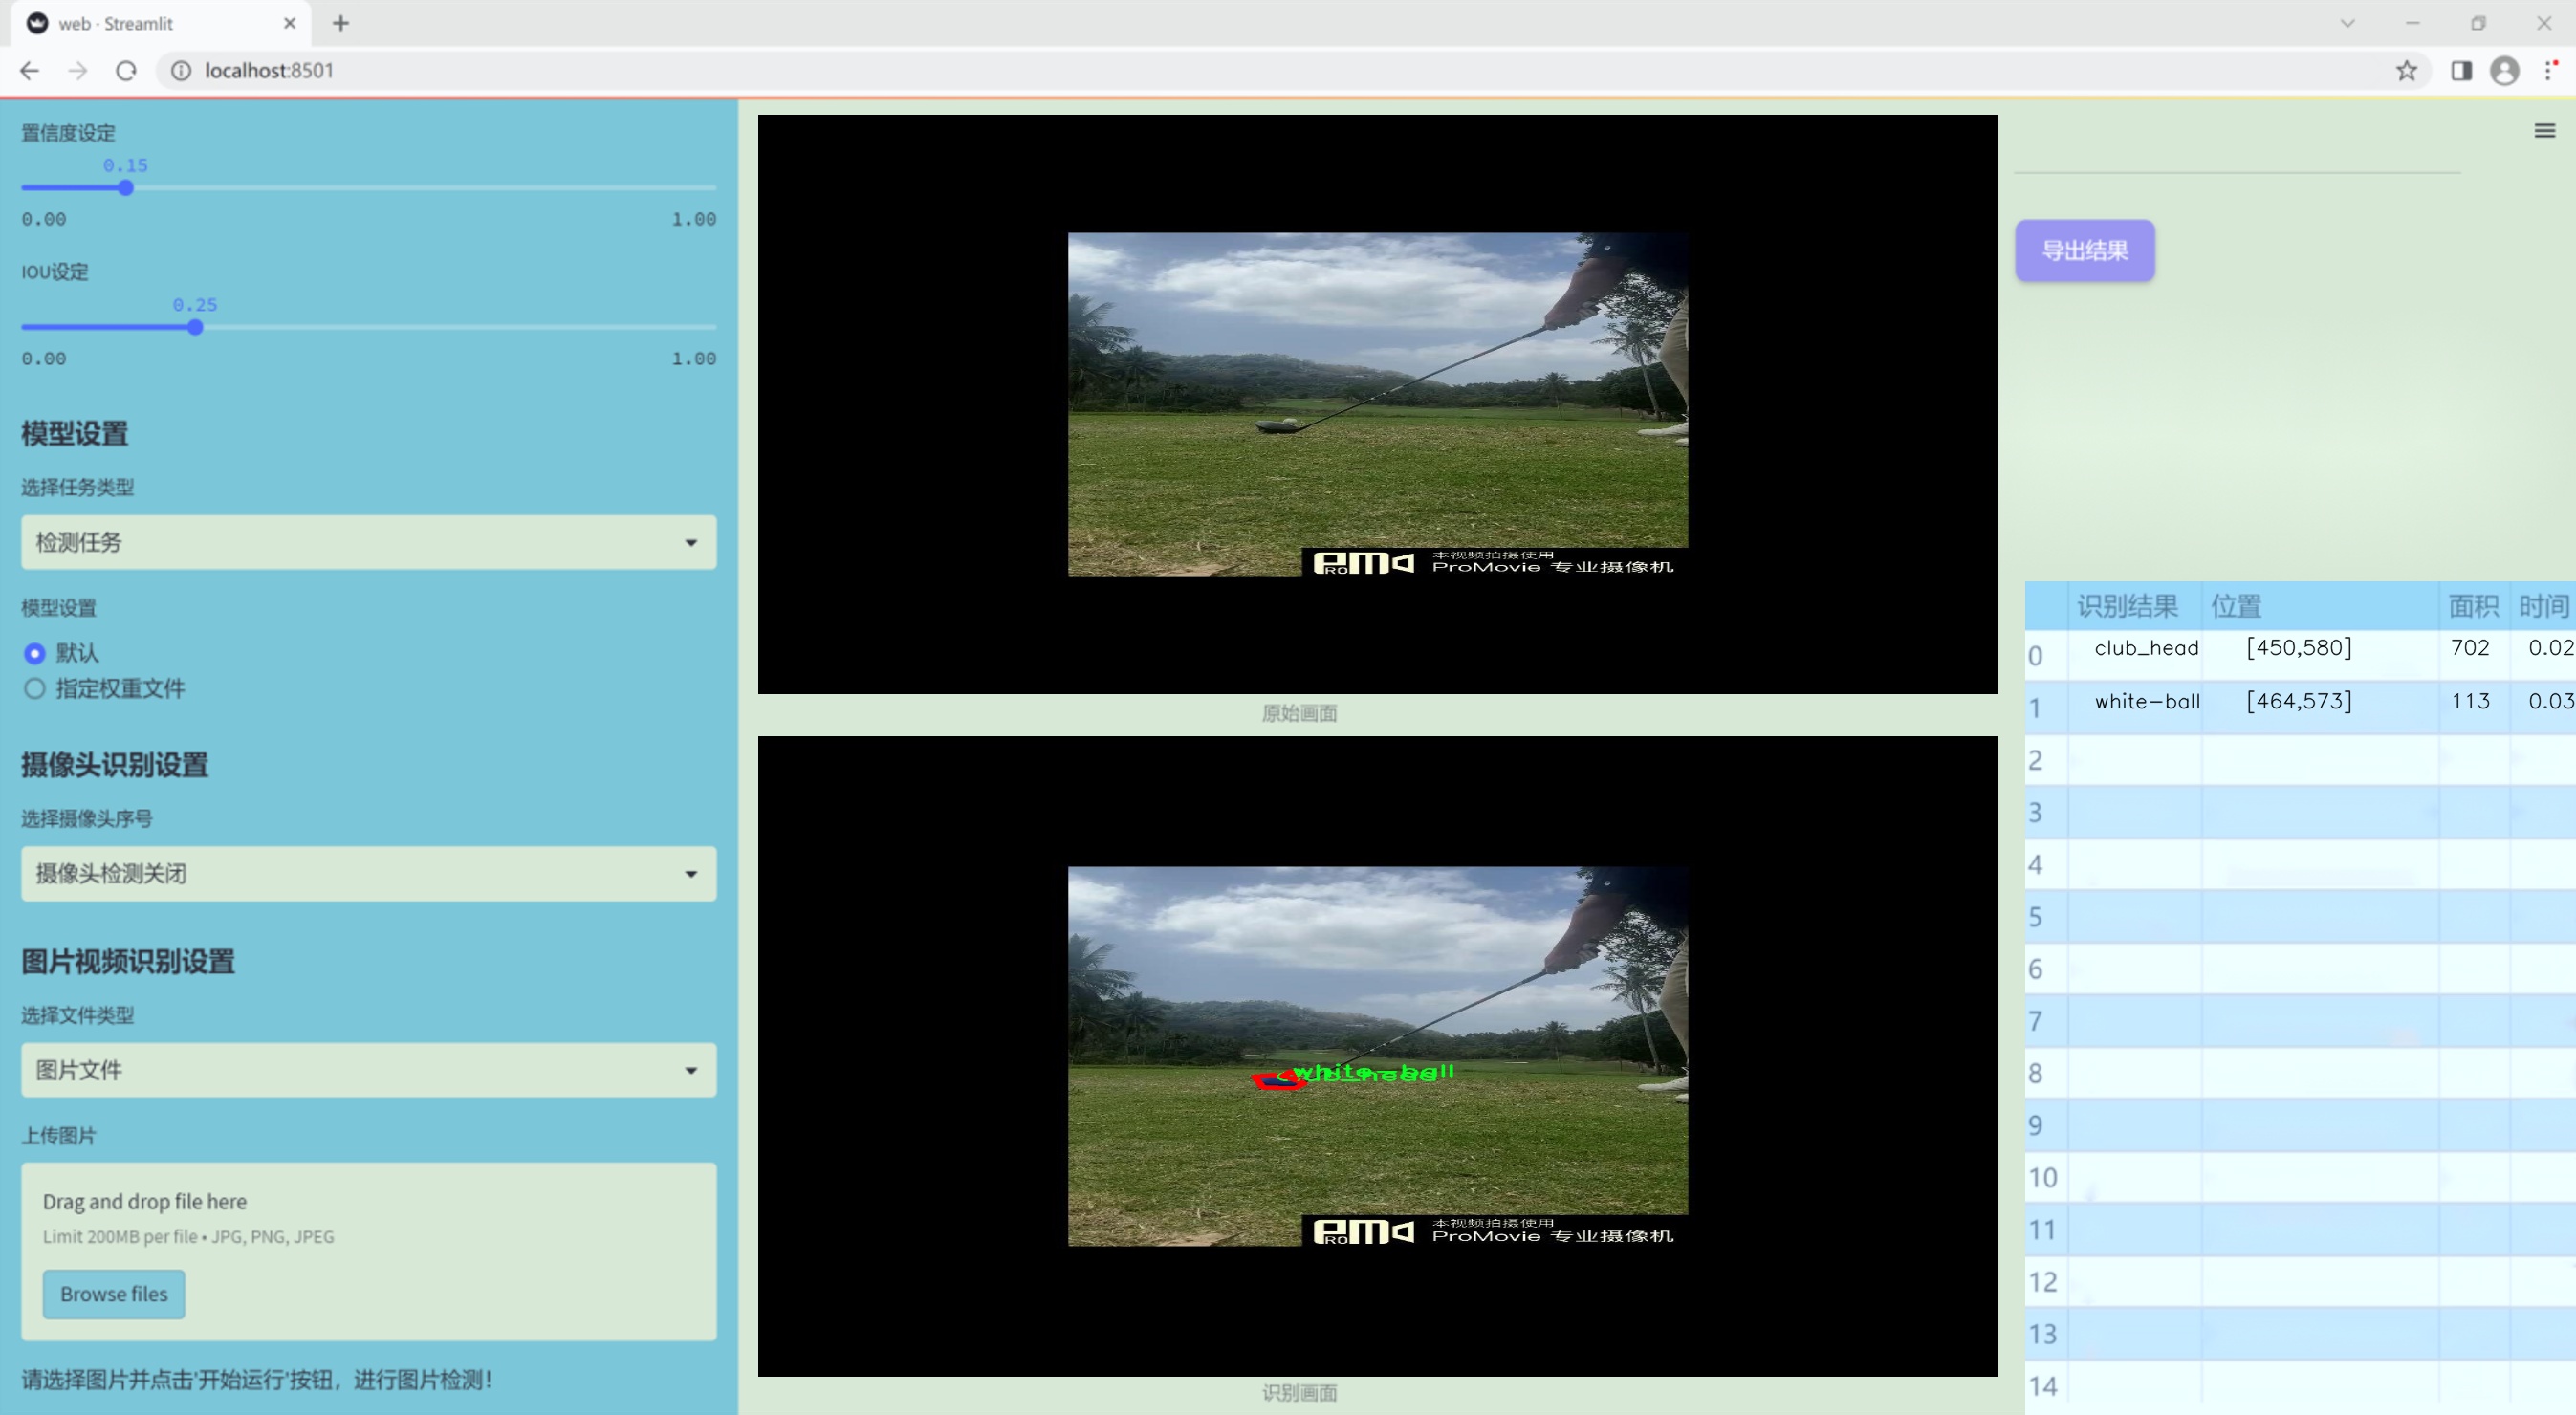 web · Streamlit
localhost:8501
置信度设定
0.15
0.00 1.00
IOU设定
0.25
0.00 1.00
模型设置
选择任务类型
检测任务
模型设置
默认
指定权重文件
摄像头识别设置
选择摄像头序号
摄像头检测关闭
图片视频识别设置
选择文件类型
图片文件
上传图片
Drag and drop file here
Limit 200MB per file • JPG, PNG, JPEG
Browse files
请选择图片并点击'开始运行'按钮，进行图片检测！
PRO
本视频拍摄使用
ProMovie 专业摄像机
原始画面
white-ball
club_head
PRO
本视频拍摄使用
ProMovie 专业摄像机
识别画面
导出结果
识别结果 位置 面积 时间
0 club_head [450,580] 702 0.02
1 white-ball [464,573] 113 0.03
2
3
4
5
6
7
8
9
10
11
12
13
14